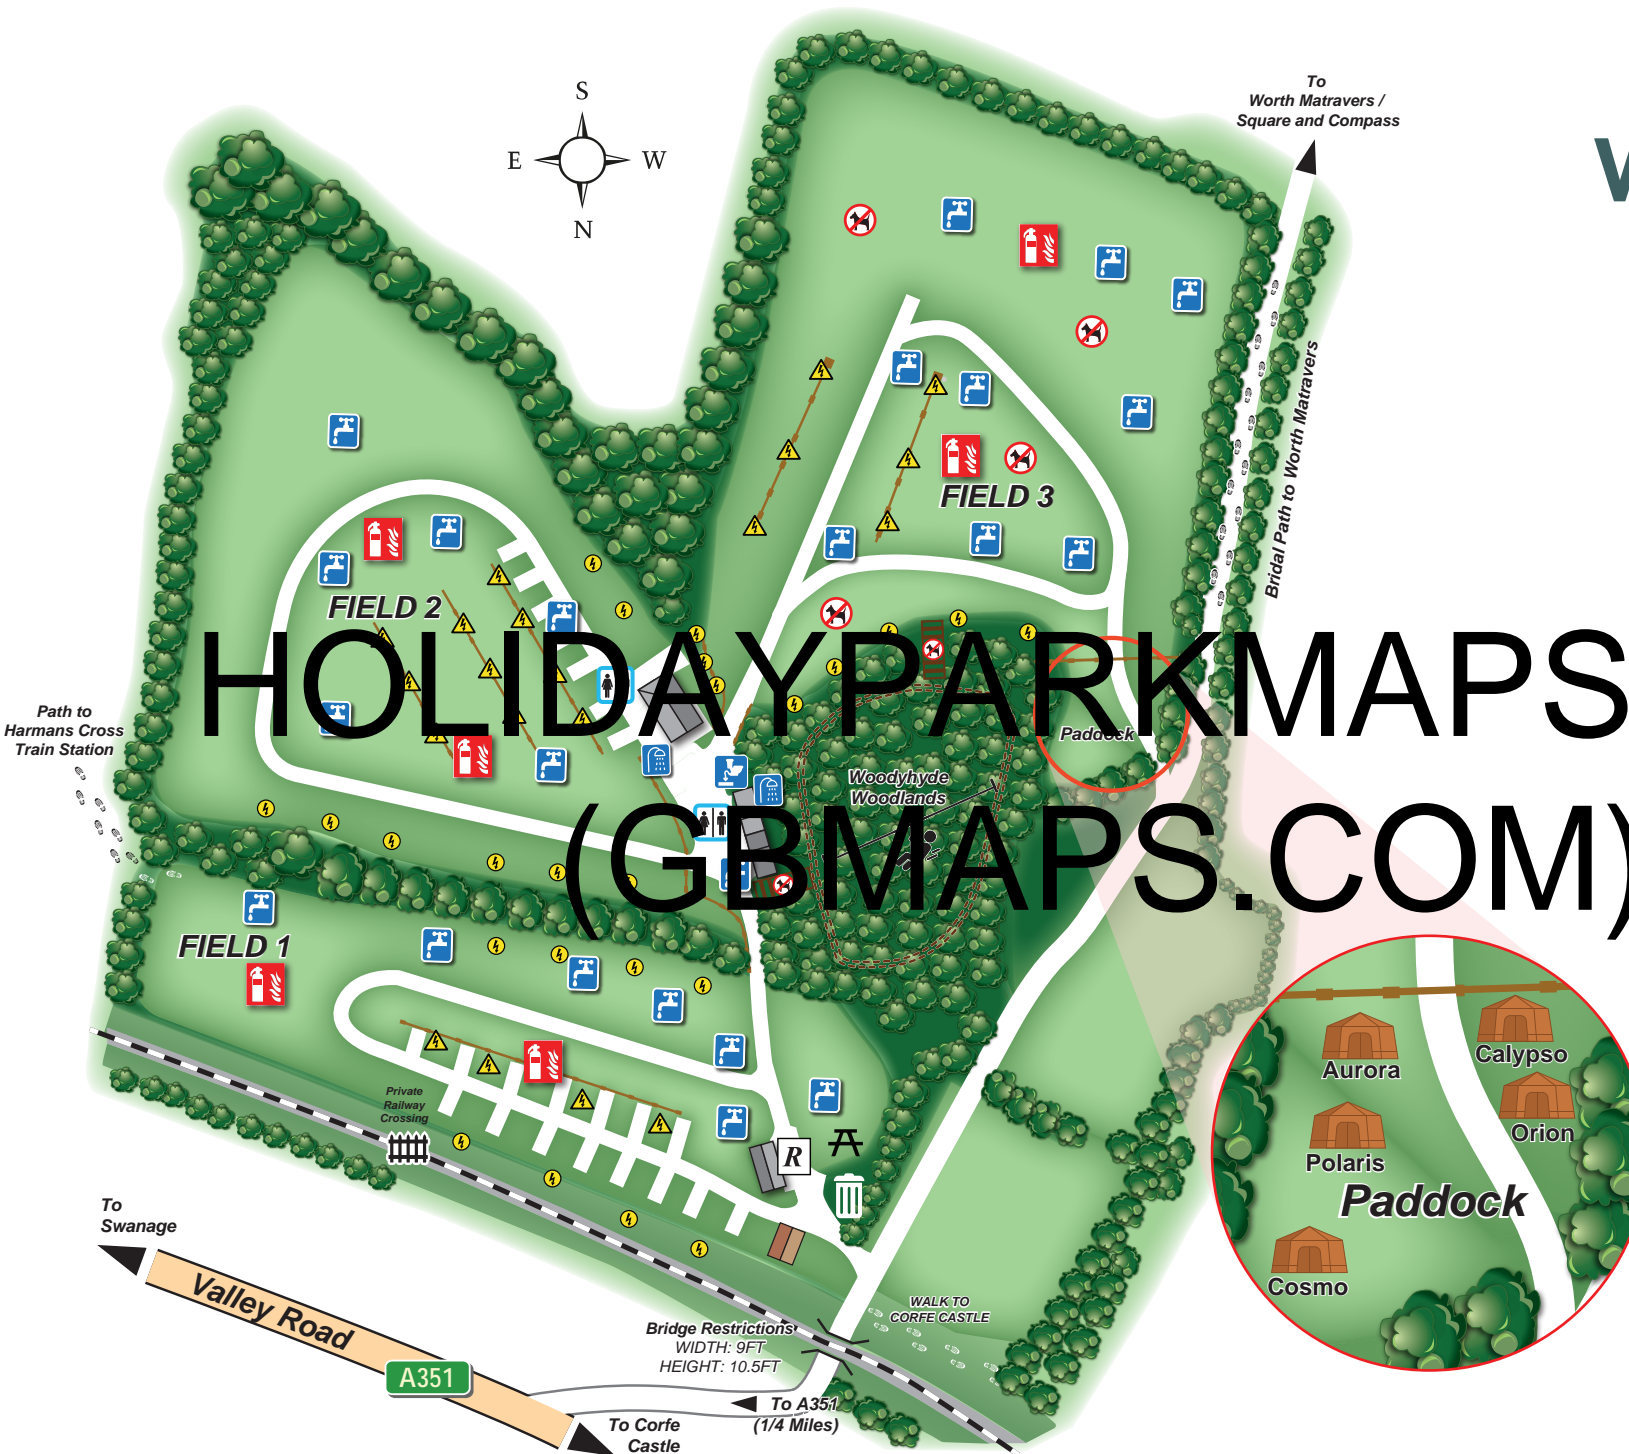 S
E W
N
To
Worth Matravers /
Square and Compass
W
Bridal Path to Worth Matravers
FIELD 3
FIELD 2
HOLIDAYPARKMAPS
(GBMAPS.COM)
Path to
Harmans Cross
Train Station
Paddock
Woodyhyde
Woodlands
FIELD 1
Private
Railway
Crossing
R
Aurora
Calypso
Orion
Polaris
Paddock
Cosmo
To
Swanage
Valley Road
A351
WALK TO
CORFE CASTLE
Bridge Restrictions
WIDTH: 9FT
HEIGHT: 10.5FT
To A351
(1/4 Miles)
To Corfe
Castle